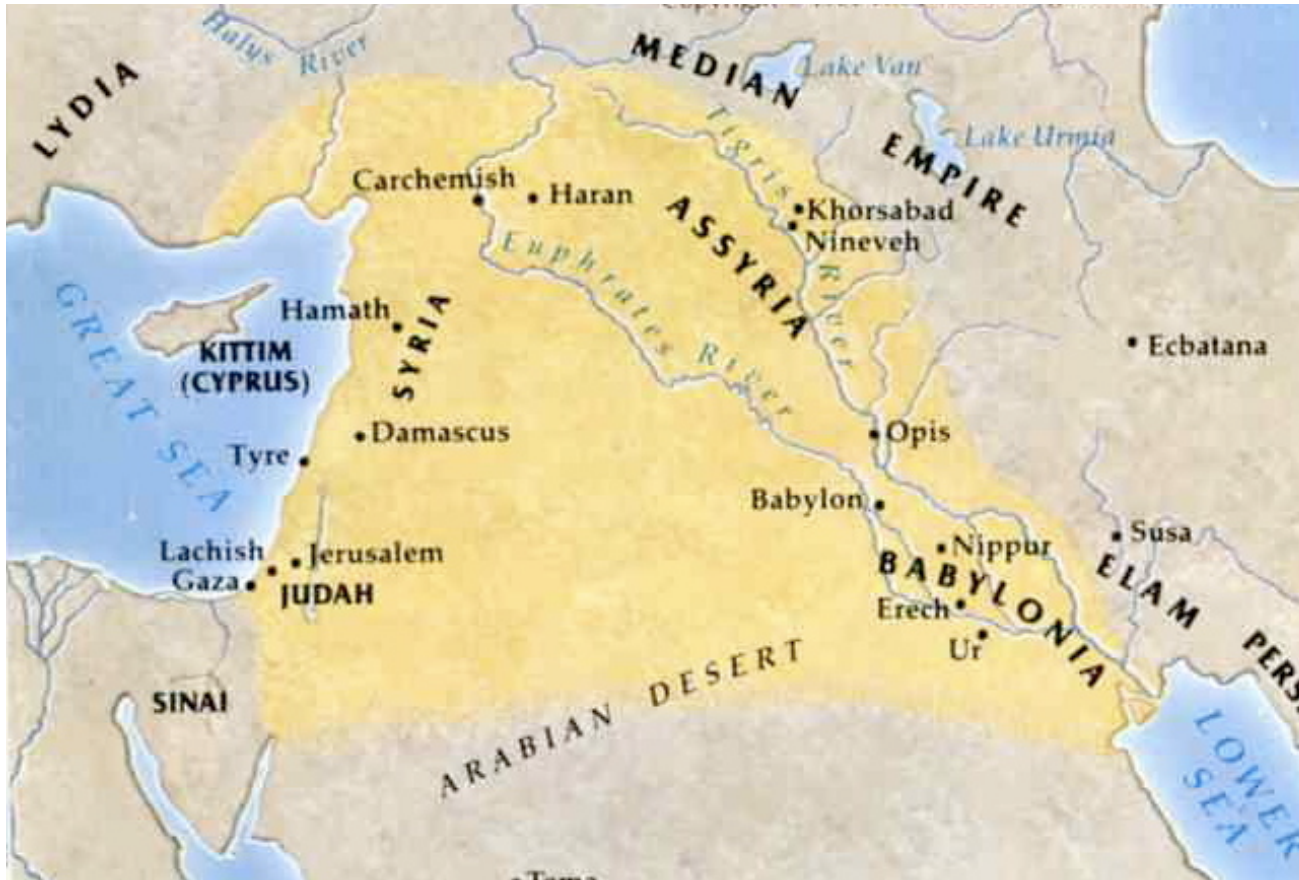 Halys River
LYDIA
MEDIAN
EMPIRE
Lake Van
Lake Urmia
Tigris River
Carchemish
Haran
ASSYRIA
Khorsabad
Nineveh
Euphrates River
GREAT SEA
Hamath
SYRIA
KITTIM
(CYPRUS)
Ecbatana
Damascus
Tyre
Opis
Babylon
Susa
Lachish
Jerusalem
Gaza
JUDAH
Nippur
BABYLONIA
ELAM
Erech
Ur
SINAI
ARABIAN DESERT
LOWER
SEA